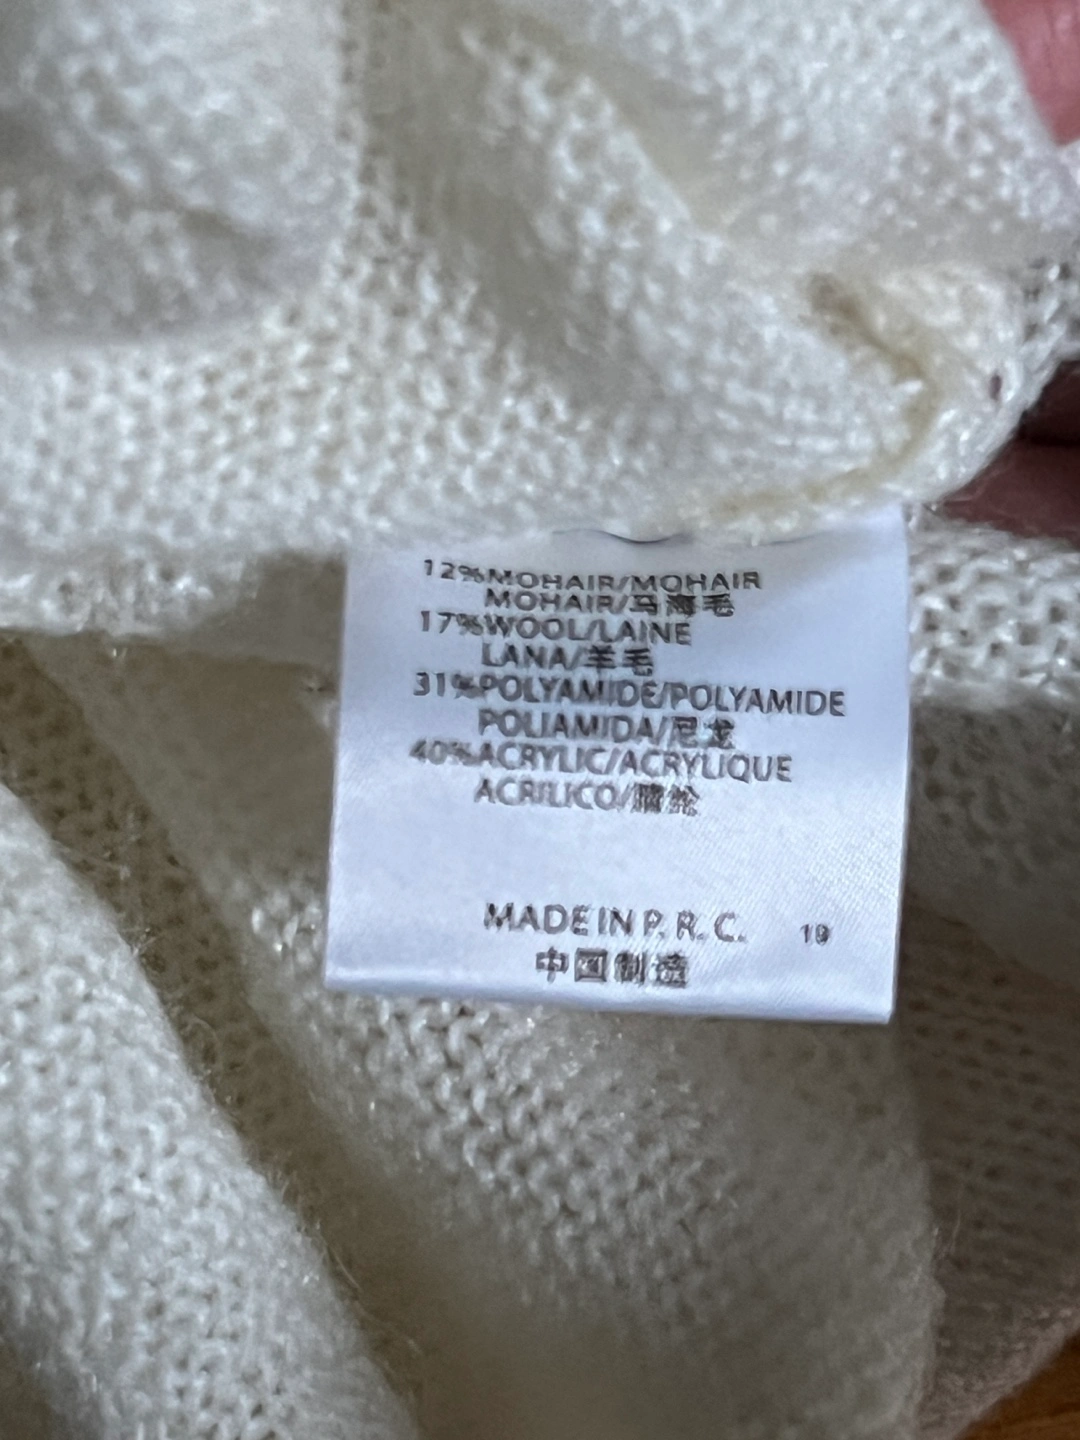 12%MOHAIR/MOHAIR
MOHAIR/马海毛
17%WOOL/LAINE
LANA/羊毛
31%POLYAMIDE/POLYAMIDE
POLIAMIDA/尼龙
40%ACRYLIC/ACRYLIQUE
ACRILICO/腈纶
MADE IN P. R. C. 19
中国制造